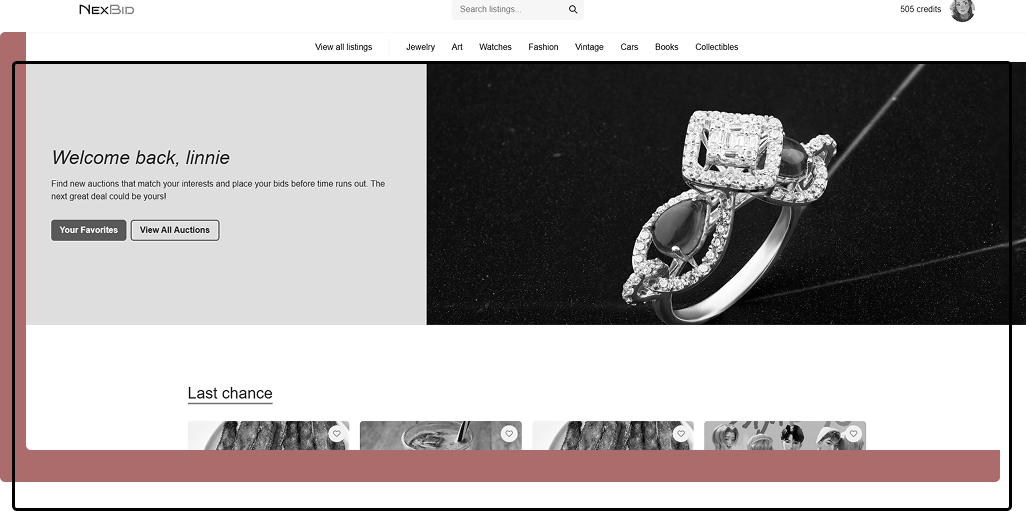 NEXBID
Search listings...
505 credits
View all listings
Jewelry
Art
Watches
Fashion
Vintage
Cars
Books
Collectibles
Welcome back, linnie
Find new auctions that match your interests and place your bids before time runs out. The
next great deal could be yours!
Your Favorites
View All Auctions
Last chance